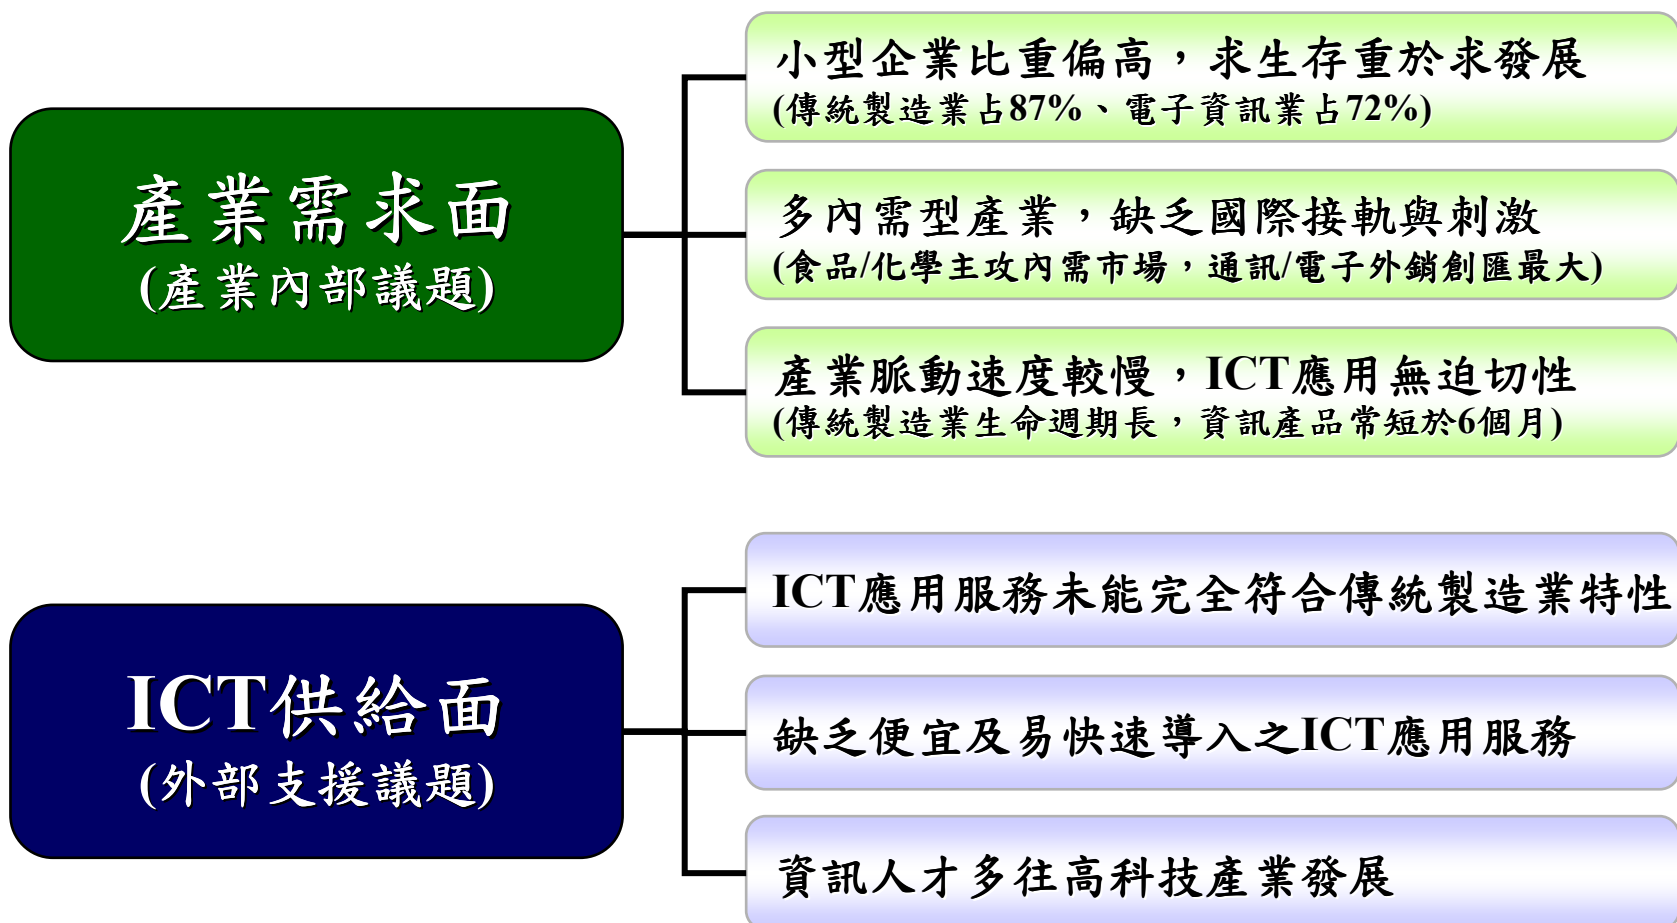 產業需求面
(產業內部議題)
小型企業比重偏高，求生存重於求發展
(傳統製造業占87%、電子資訊業占72%)
多內需型產業，缺乏國際接軌與刺激
(食品/化學主攻內需市場，通訊/電子外銷創匯最大)
產業脈動速度較慢，ICT應用無迫切性
(傳統製造業生命週期長，資訊產品常短於6個月)
ICT供給面
(外部支援議題)
ICT應用服務未能完全符合傳統製造業特性
缺乏便宜及易快速導入之ICT應用服務
資訊人才多往高科技產業發展